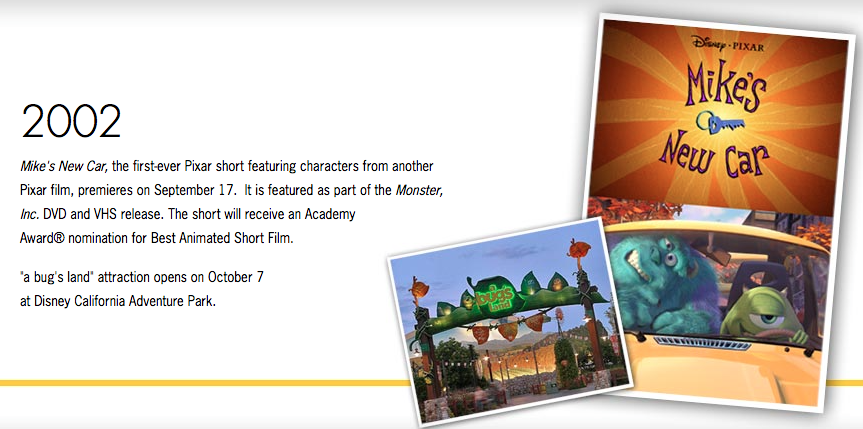 2002
Mike's New Car, the first-ever Pixar short featuring characters from another
Pixar film, premieres on September 17.  It is featured as part of the Monster,
Inc. DVD and VHS release. The short will receive an Academy
Award® nomination for Best Animated Short Film.
"a bug's land" attraction opens on October 7
at Disney California Adventure Park.
DISNEY · PIXAR
MIKE'S
NEW CAR
a
bug's
land